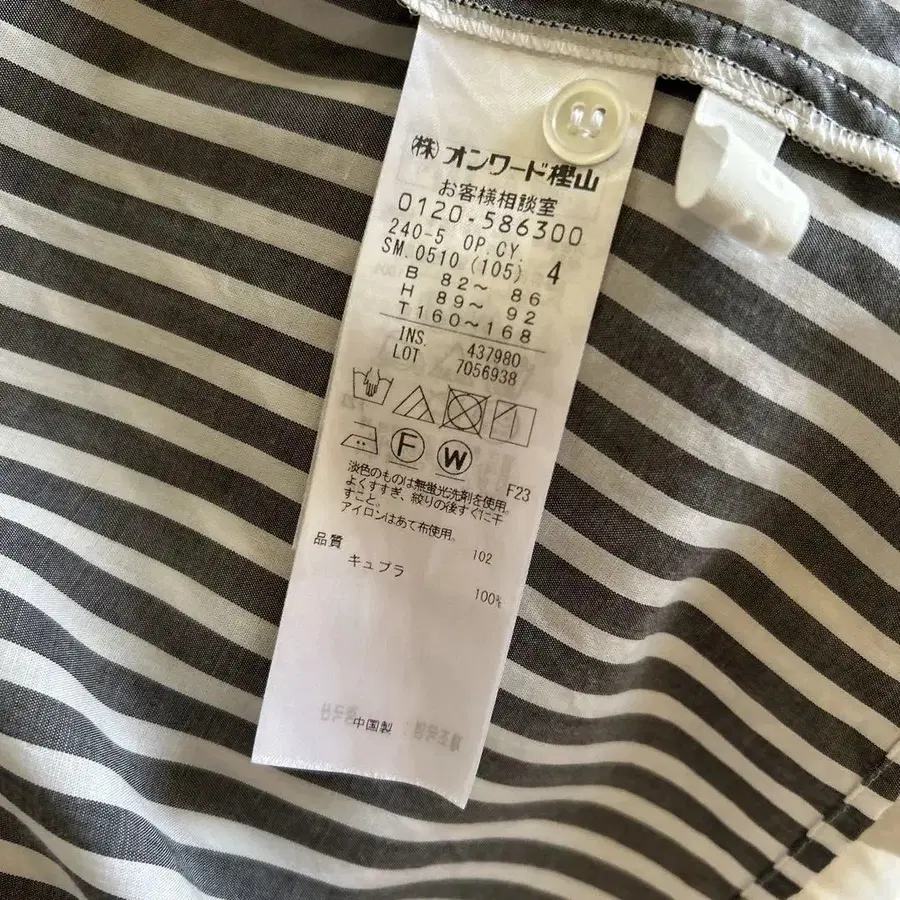 (株)オンワード樫山
お客様相談室
0120-586300
240-5 OP.CY.
SM.0510 (105) 4
B 82～ 86
H 89～ 92
T 160～168
INS. 437980
LOT 7056938
F W
F23
淡色のものは無蛍光洗剤を使用。
よくすすぎ、絞りの後すぐに干
すこと。
アイロンはあて布使用。
品質 102
キュプラ 100%
中国製